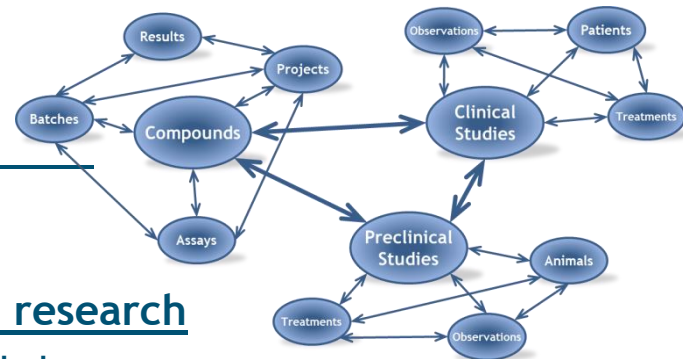 Results
Projects
Batches
Compounds
Assays
Observations
Patients
Clinical
Studies
Treatments
Preclinical
Studies
Animals
Treatments
Observations
research